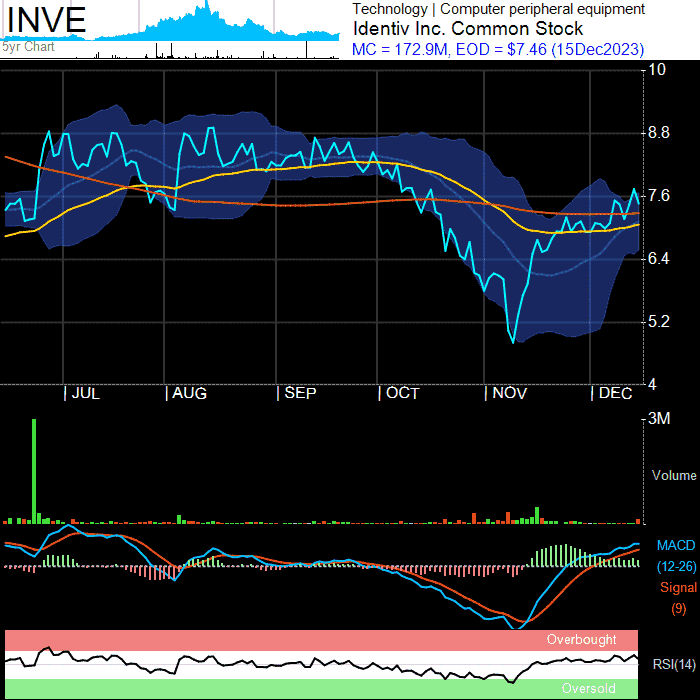 INVE
5yr Chart
Technology | Computer peripheral equipment
Identiv Inc. Common Stock
MC = 172.9M, EOD = $7.46 (15Dec2023)
10
8.8
7.6
6.4
5.2
4
| JUL | AUG | SEP | OCT | NOV | DEC
3M
Volume
MACD
(12-26)
Signal
(9)
Overbought
RSI(14)
Oversold